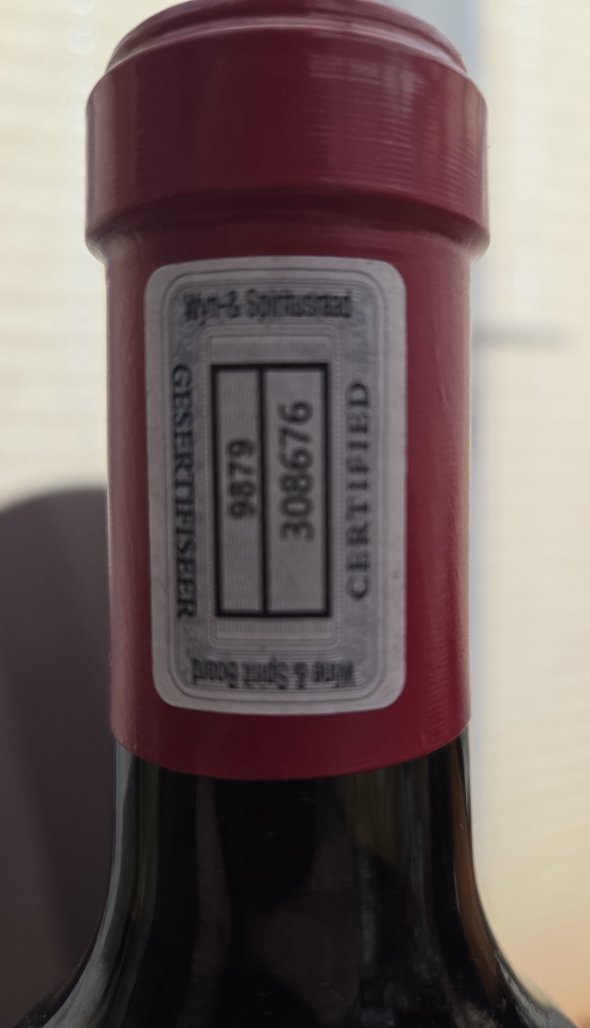 Wyn-& Spiritusraad
GESERTIFISEER
9879
308676
CERTIFIED
Wine & Spirit Board